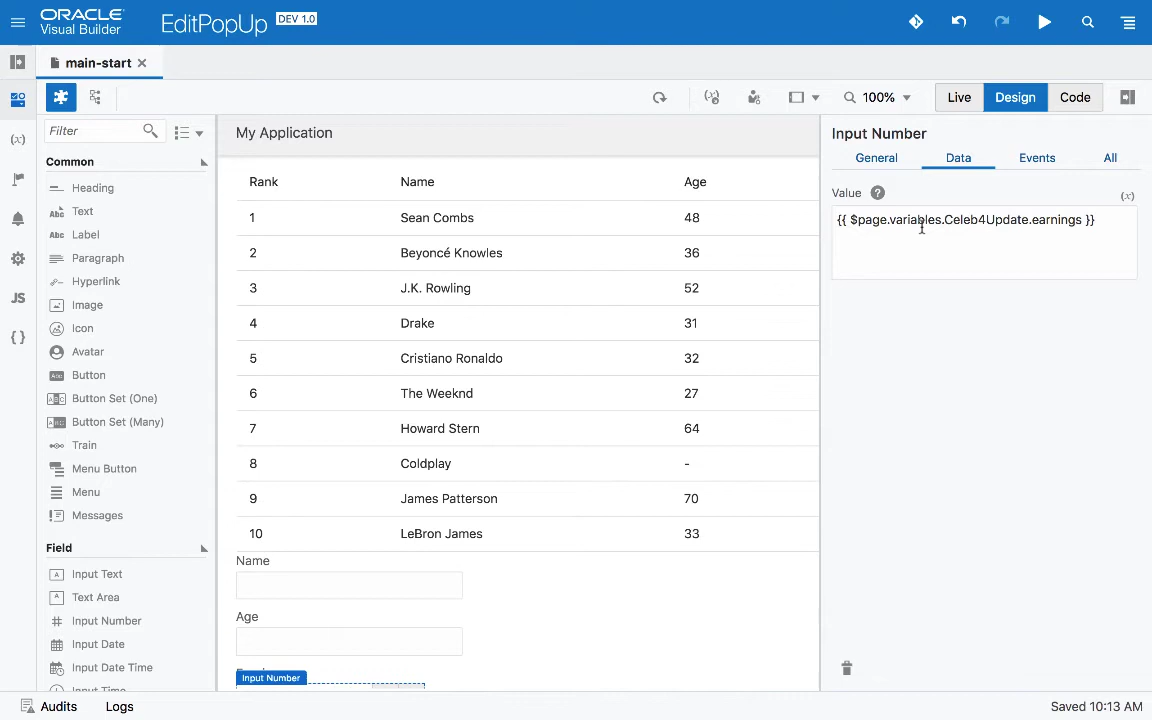 ORACLE
Visual Builder
EditPopUp DEV 1.0
main-start
100%
Live
Design
Code
Filter
Common
Heading
Text
Label
Paragraph
Hyperlink
Image
Icon
Avatar
Button
Button Set (One)
Button Set (Many)
Train
Menu Button
Menu
Messages
Field
Input Text
Text Area
Input Number
Input Date
Input Date Time
Input Time
My Application
Rank Name Age
1 Sean Combs 48
2 Beyoncé Knowles 36
3 J.K. Rowling 52
4 Drake 31
5 Cristiano Ronaldo 32
6 The Weeknd 27
7 Howard Stern 64
8 Coldplay -
9 James Patterson 70
10 LeBron James 33
Name
Age
Input Number
Input Number
General
Data
Events
All
Value
{{ $page.variables.Celeb4Update.earnings }}
Audits
Logs
Saved 10:13 AM